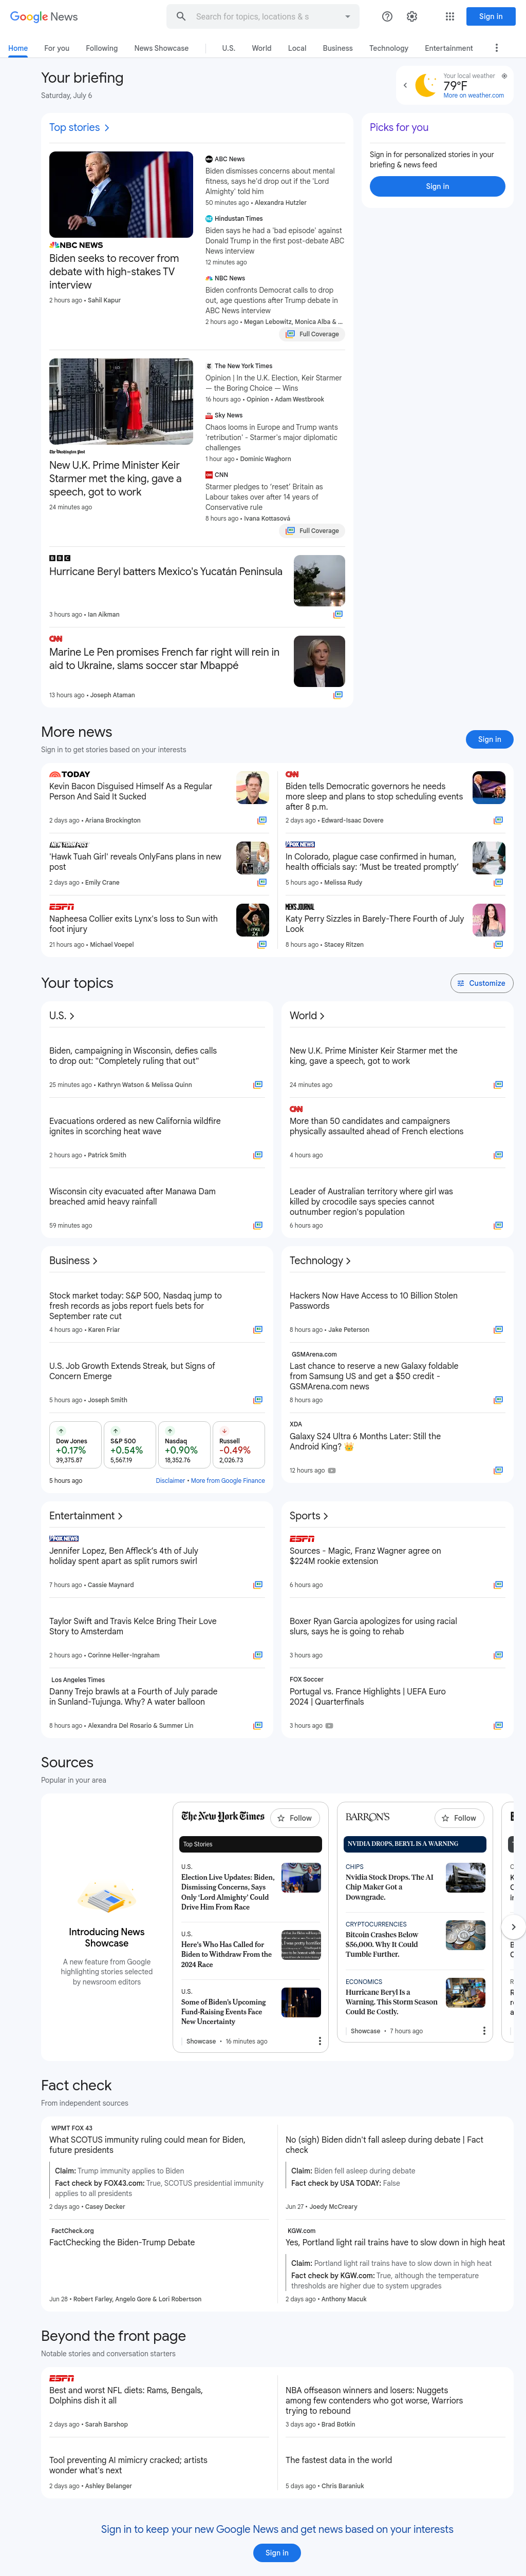 Google News
Search for topics, locations & s
Sign in
Home
For you
Following
News Showcase
U.S.
World
Local
Business
Technology
Entertainment
Your briefing
Saturday, July 6
Your local weather
79°F
More on weather.com
Top stories
NBC NEWS
Biden seeks to recover from
debate with high-stakes TV
interview
2 hours ago • Sahil Kapur
ABC News
Biden dismisses concerns about mental
fitness, says he'd drop out if the 'Lord
Almighty' told him
50 minutes ago • Alexandra Hutzler
Hindustan Times
Biden says he had a 'bad episode' against
Donald Trump in the first post-debate ABC
News interview
12 minutes ago
NBC News
Biden confronts Democrat calls to drop
out, age questions after Trump debate in
ABC News interview
2 hours ago • Megan Lebowitz, Monica Alba & ...
Full Coverage
Picks for you
Sign in for personalized stories in your
briefing & news feed
Sign in
The Washington Post
New U.K. Prime Minister Keir
Starmer met the king, gave a
speech, got to work
24 minutes ago
The New York Times
Opinion | In the U.K. Election, Keir Starmer
— the Boring Choice — Wins
16 hours ago • Opinion • Adam Westbrook
Sky News
Chaos looms in Europe and Trump wants
'retribution' - Starmer's major diplomatic
challenges
1 hour ago • Dominic Waghorn
CNN
Starmer pledges to 'reset' Britain as
Labour takes over after 14 years of
Conservative rule
8 hours ago • Ivana Kottasová
Full Coverage
BBC
Hurricane Beryl batters Mexico's Yucatán Peninsula
3 hours ago • Ian Aikman
CNN
Marine Le Pen promises French far right will rein in
aid to Ukraine, slams soccer star Mbappé
13 hours ago • Joseph Ataman
More news
Sign in to get stories based on your interests
Sign in
TODAY
Kevin Bacon Disguised Himself As a Regular
Person And Said It Sucked
2 days ago • Ariana Brockington
CNN
Biden tells Democratic governors he needs
more sleep and plans to stop scheduling events
after 8 p.m.
2 days ago • Edward-Isaac Dovere
NEW YORK POST
'Hawk Tuah Girl' reveals OnlyFans plans in new
post
2 days ago • Emily Crane
FOX NEWS
In Colorado, plague case confirmed in human,
health officials say: 'Must be treated promptly'
5 hours ago • Melissa Rudy
ESPN
Napheesa Collier exits Lynx's loss to Sun with
foot injury
21 hours ago • Michael Voepel
MEN'S JOURNAL
Katy Perry Sizzles in Barely-There Fourth of July
Look
8 hours ago • Stacey Ritzen
Your topics
Customize
U.S.
Biden, campaigning in Wisconsin, defies calls
to drop out: "Completely ruling that out"
25 minutes ago • Kathryn Watson & Melissa Quinn
Evacuations ordered as new California wildfire
ignites in scorching heat wave
2 hours ago • Patrick Smith
Wisconsin city evacuated after Manawa Dam
breached amid heavy rainfall
59 minutes ago
World
New U.K. Prime Minister Keir Starmer met the
king, gave a speech, got to work
24 minutes ago
CNN
More than 50 candidates and campaigners
physically assaulted ahead of French elections
4 hours ago
Leader of Australian territory where girl was
killed by crocodile says species cannot
outnumber region's population
6 hours ago
Business
Stock market today: S&P 500, Nasdaq jump to
fresh records as jobs report fuels bets for
September rate cut
4 hours ago • Karen Friar
U.S. Job Growth Extends Streak, but Signs of
Concern Emerge
5 hours ago • Joseph Smith
Dow Jones
+0.17%
39,375.87
S&P 500
+0.54%
5,567.19
Nasdaq
+0.90%
18,352.76
Russell
-0.49%
2,026.73
5 hours ago
Disclaimer • More from Google Finance
Technology
Hackers Now Have Access to 10 Billion Stolen
Passwords
8 hours ago • Jake Peterson
GSMArena.com
Last chance to reserve a new Galaxy foldable
from Samsung US and get a $50 credit -
GSMArena.com news
8 hours ago
XDA
Galaxy S24 Ultra 6 Months Later: Still the
Android King? 👑
12 hours ago
Entertainment
FOX NEWS
Jennifer Lopez, Ben Affleck's 4th of July
holiday spent apart as split rumors swirl
7 hours ago • Cassie Maynard
Taylor Swift and Travis Kelce Bring Their Love
Story to Amsterdam
2 hours ago • Corinne Heller-Ingraham
Los Angeles Times
Danny Trejo brawls at a Fourth of July parade
in Sunland-Tujunga. Why? A water balloon
8 hours ago • Alexandra Del Rosario & Summer Lin
Sports
ESPN
Sources - Magic, Franz Wagner agree on
$224M rookie extension
6 hours ago
Boxer Ryan Garcia apologizes for using racial
slurs, says he is going to rehab
3 hours ago
FOX Soccer
Portugal vs. France Highlights | UEFA Euro
2024 | Quarterfinals
3 hours ago
Sources
Popular in your area
Introducing News
Showcase
A new feature from Google
highlighting stories selected
by newsroom editors
The New York Times
Follow
Top Stories
U.S.
Election Live Updates: Biden,
Dismissing Concerns, Says
Only 'Lord Almighty' Could
Drive Him From Race
U.S.
Here's Who Has Called for
Biden to Withdraw From the
2024 Race
U.S.
Some of Biden's Upcoming
Fund-Raising Events Face
New Uncertainty
Showcase • 16 minutes ago
BARRON'S
Follow
NVIDIA DROPS, BERYL IS A WARNING
CHIPS
Nvidia Stock Drops. The AI
Chip Maker Got a
Downgrade.
CRYPTOCURRENCIES
Bitcoin Crashes Below
$56,000. Why It Could
Tumble Further.
ECONOMICS
Hurricane Beryl Is a
Warning. This Storm Season
Could Be Costly.
Showcase • 7 hours ago
Fact check
From independent sources
WPMT FOX 43
What SCOTUS immunity ruling could mean for Biden,
future presidents
Claim: Trump immunity applies to Biden
Fact check by FOX43.com: True, SCOTUS presidential immunity
applies to all presidents
2 days ago • Casey Decker
No (sigh) Biden didn't fall asleep during debate | Fact
check
Claim: Biden fell asleep during debate
Fact check by USA TODAY: False
Jun 27 • Joedy McCreary
FactCheck.org
FactChecking the Biden-Trump Debate
Jun 28 • Robert Farley, Angelo Gore & Lori Robertson
KGW.com
Yes, Portland light rail trains have to slow down in high heat
Claim: Portland light rail trains have to slow down in high heat
Fact check by KGW.com: True, although the temperature
thresholds are higher due to system upgrades
2 days ago • Anthony Macuk
Beyond the front page
Notable stories and conversation starters
ESPN
Best and worst NFL diets: Rams, Bengals,
Dolphins dish it all
2 days ago • Sarah Barshop
NBA offseason winners and losers: Nuggets
among few contenders who got worse, Warriors
trying to rebound
3 days ago • Brad Botkin
Tool preventing AI mimicry cracked; artists
wonder what's next
2 days ago • Ashley Belanger
The fastest data in the world
5 days ago • Chris Baraniuk
Sign in to keep your new Google News and get news based on your interests
Sign in